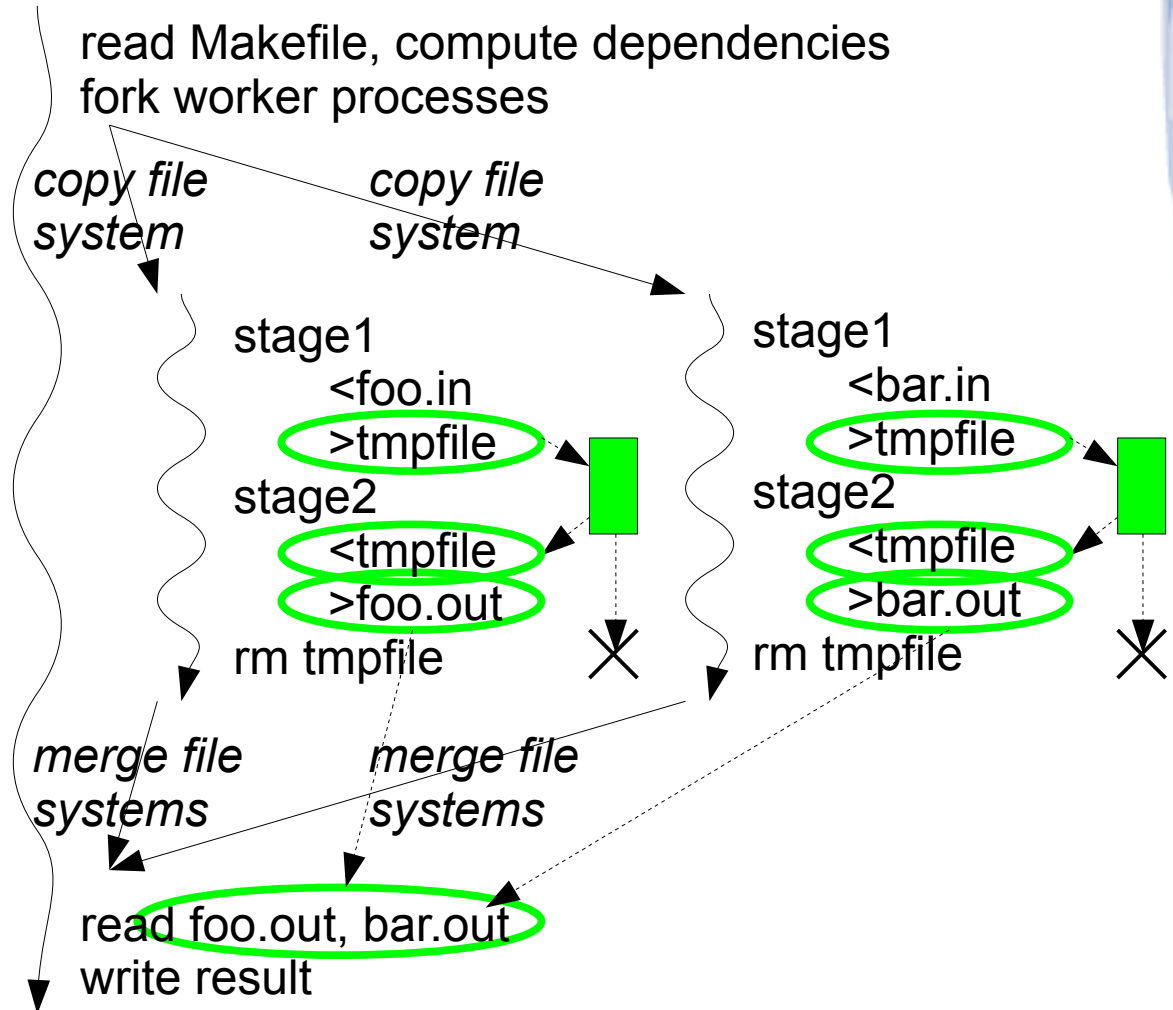 read Makefile, compute dependencies
fork worker processes
copy file
system
copy file
system
stage1
<foo.in
>tmpfile
stage2
<tmpfile
>foo.out
rm tmpfile
stage1
<bar.in
>tmpfile
stage2
<tmpfile
>bar.out
rm tmpfile
merge file
systems
merge file
systems
read foo.out, bar.out
write result